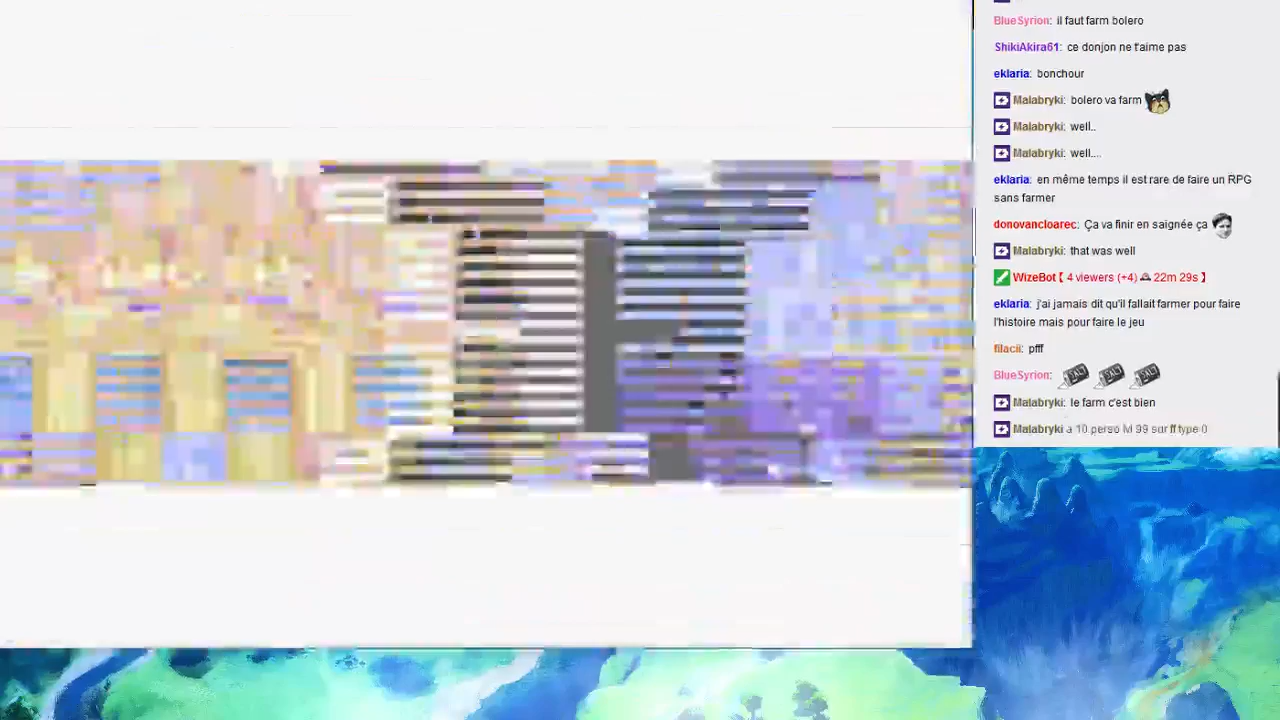 BlueSyrion: il faut farm bolero
ShikiAkira61: ce donjon ne t'aime pas
eklaria: bonchour
Malabryki: bolero va farm
Malabryki: well..
Malabryki: well....
eklaria: en même temps il est rare de faire un RPG
sans farmer
donovancloarec: Ça va finir en saignée ça
Malabryki: that was well
WizeBot [ 4 viewers (+4) 22m 29s ]
eklaria: j'ai jamais dit qu'il fallait farmer pour faire
l'histoire mais pour faire le jeu
filacii: pfff
BlueSyrion: SALT SALT SALT
Malabryki: le farm c'est bien
Malabryki a 10 perso lvl 99 sur ff type-0